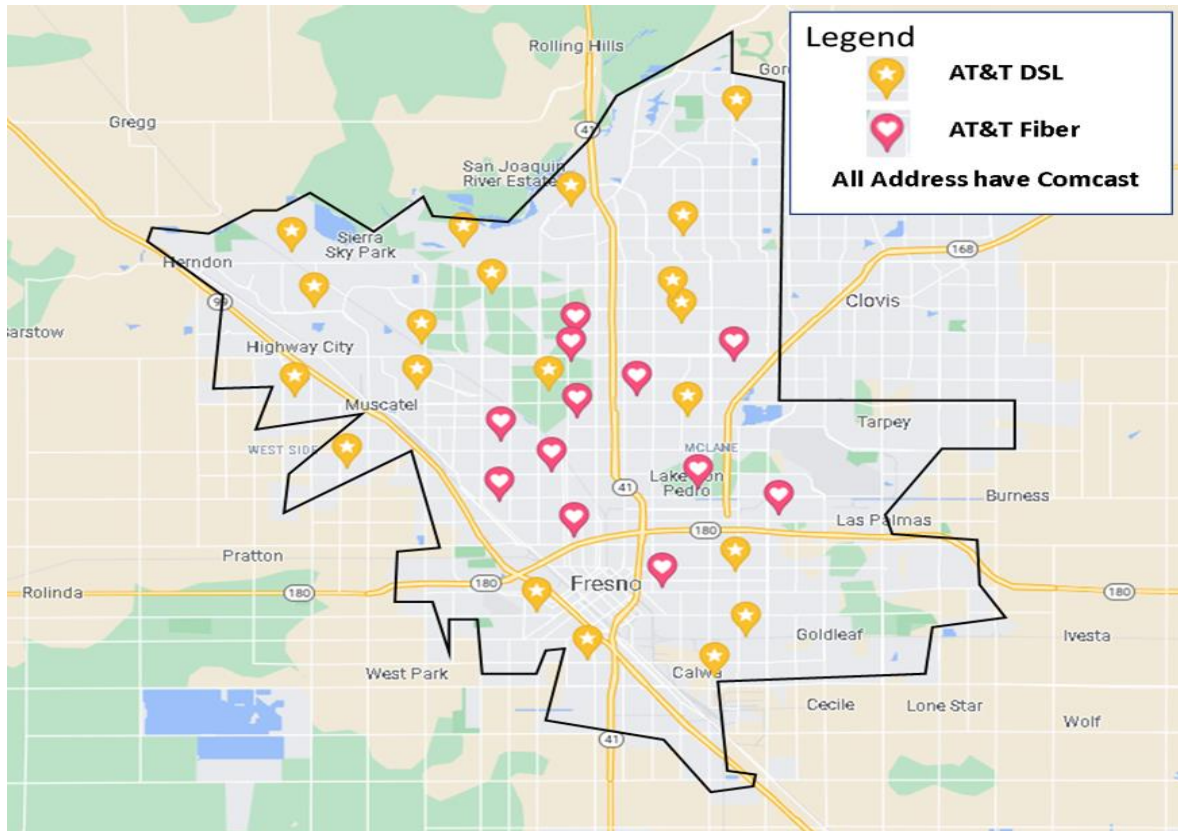 Legend
AT&T DSL
AT&T Fiber
All Address have Comcast
Rolling Hills
Gregg
41
San Joaquin
River Estate
Sierra
Sky Park
Herndon
168
99
Clovis
arstow
Highway City
Muscatel
Tarpey
WEST SIDE
MCLANE
Pedro
41
Burness
Las Palmas
180
Pratton
180
Fresno
Rolinda
180
180
Goldleaf
Ivesta
West Park
Calwa
Cecile
Lone Star
Wolf
41